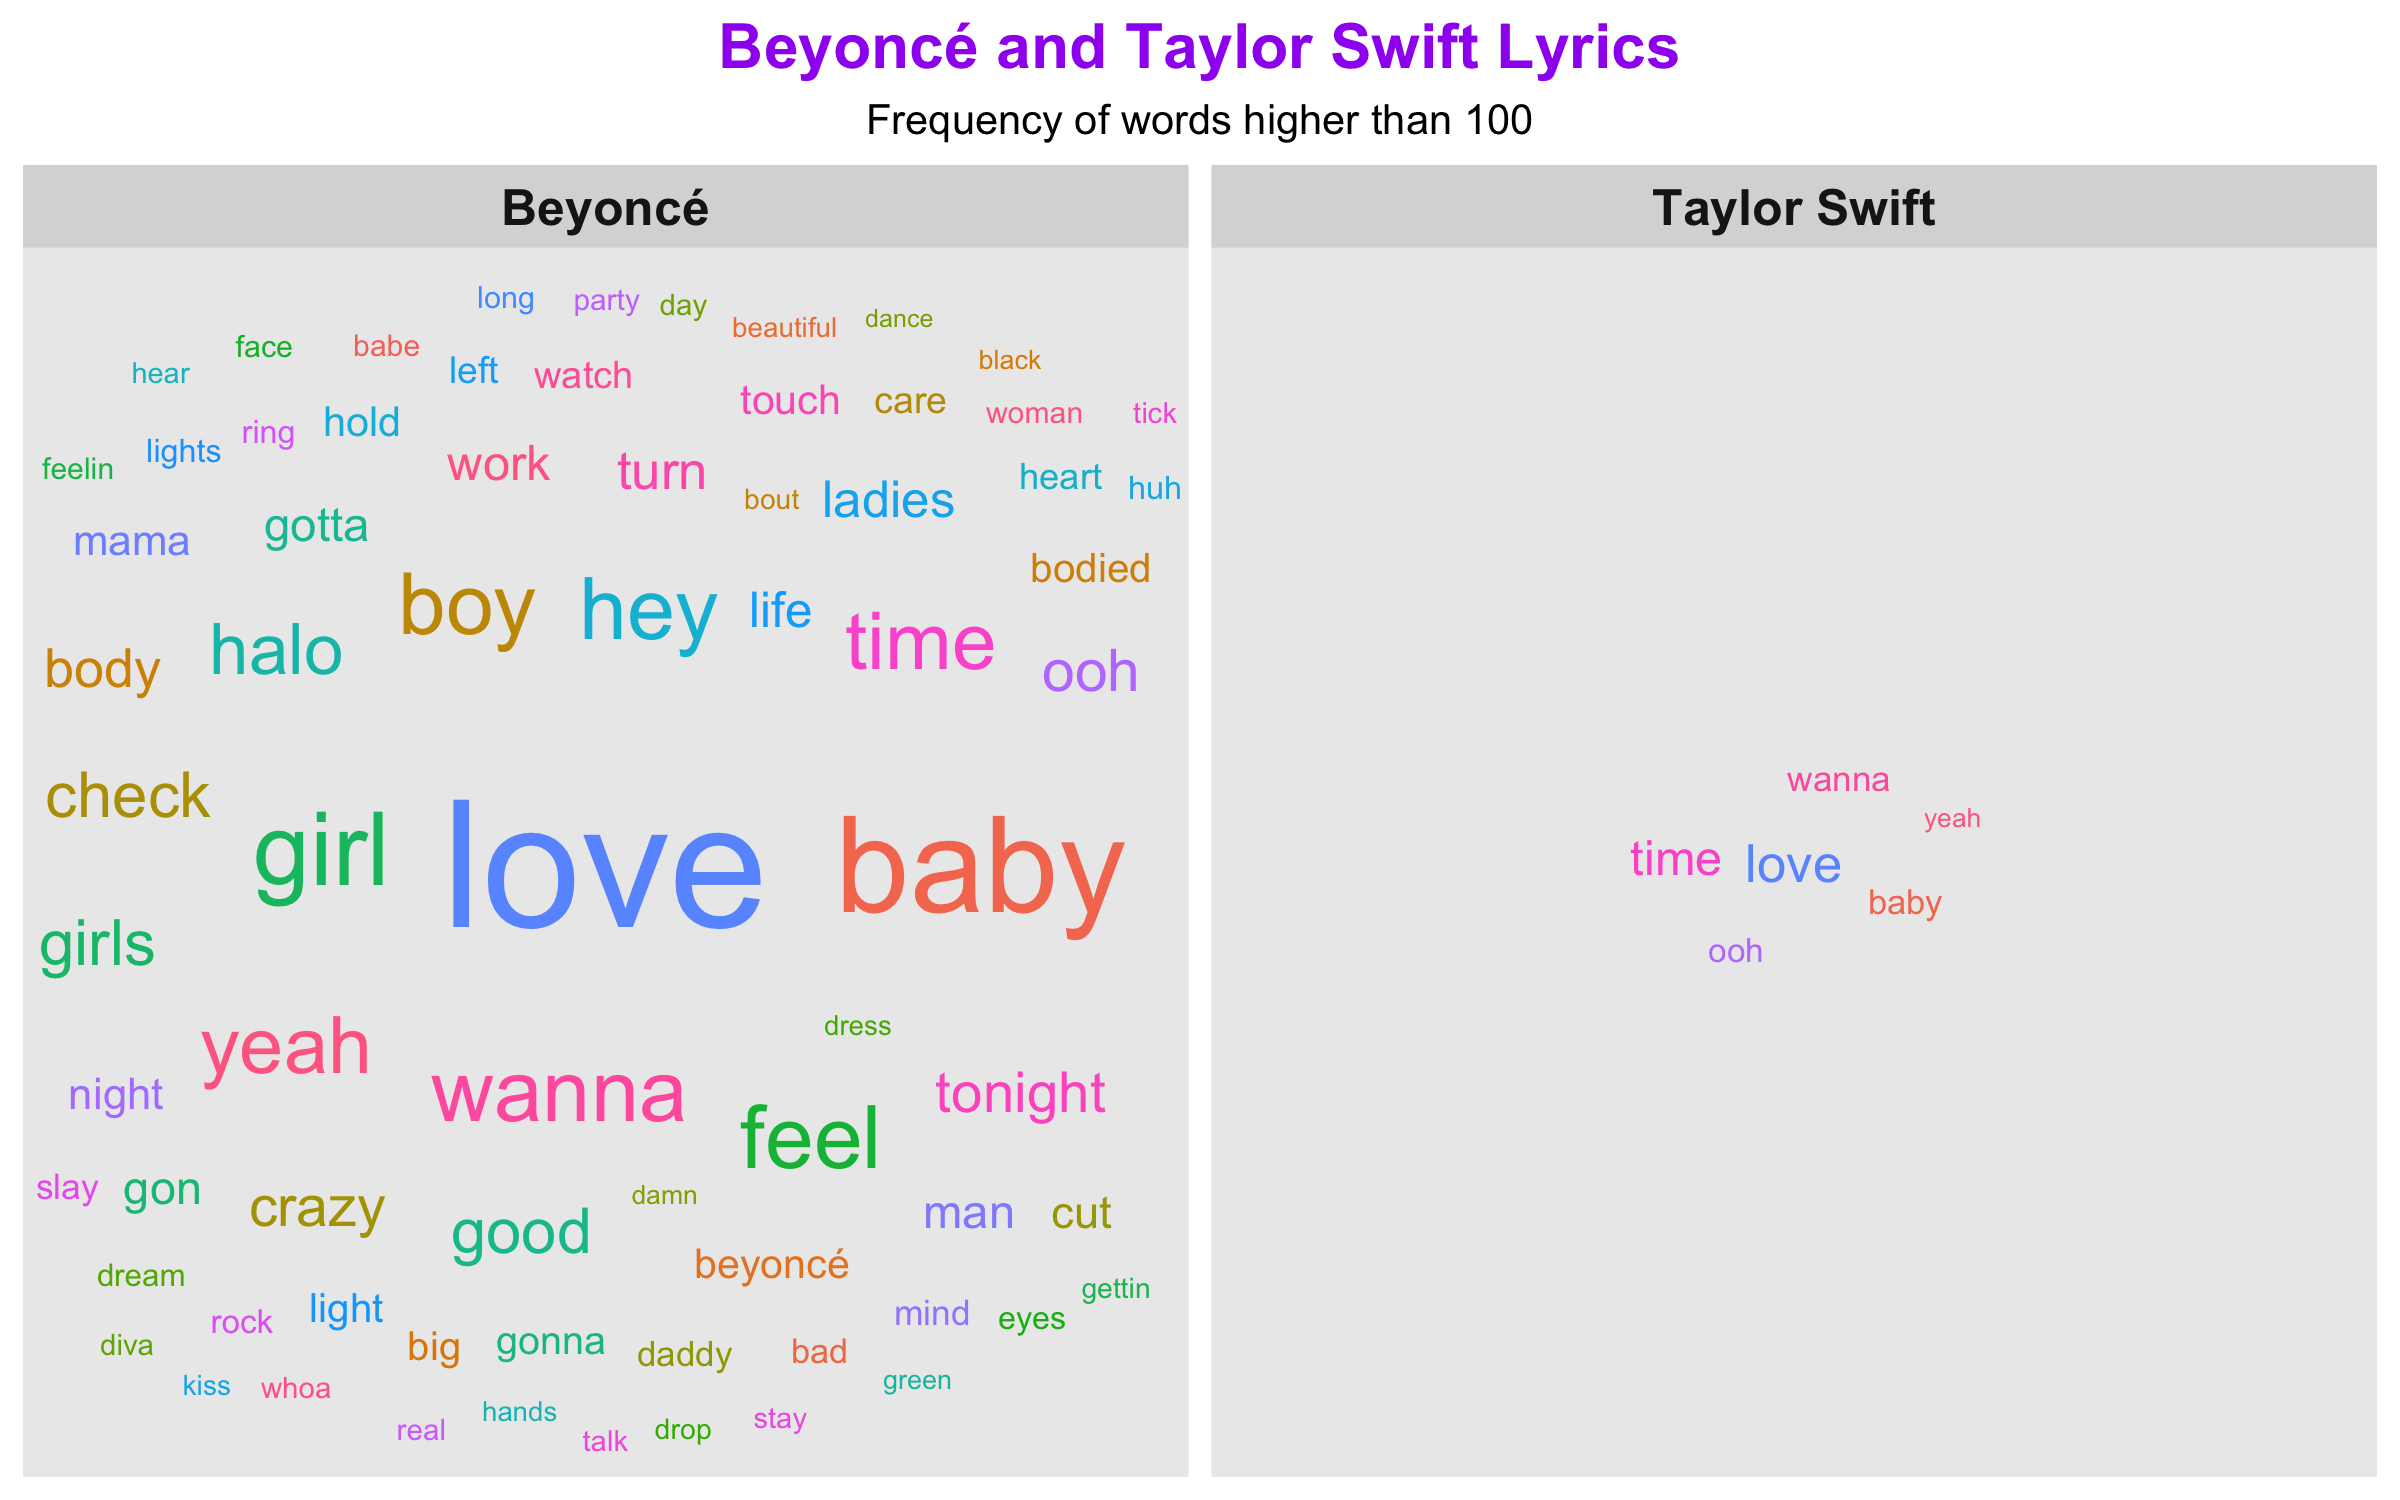 Beyoncé and Taylor Swift Lyrics
Frequency of words higher than 100
Beyoncé
long party day
beautiful dance
face babe
hear left watch black
touch care woman tick
ring hold
feelin lights work turn heart huh
bout ladies
mama gotta bodied
boy hey life time
body halo ooh
check girl love baby
girls
yeah dress
night wanna feel tonight
slay gon crazy damn man cut
good
dream beyoncé gettin
rock light mind eyes
diva big gonna daddy bad
kiss whoa green
real hands talk drop stay
Taylor Swift
wanna
yeah
time love
baby
ooh